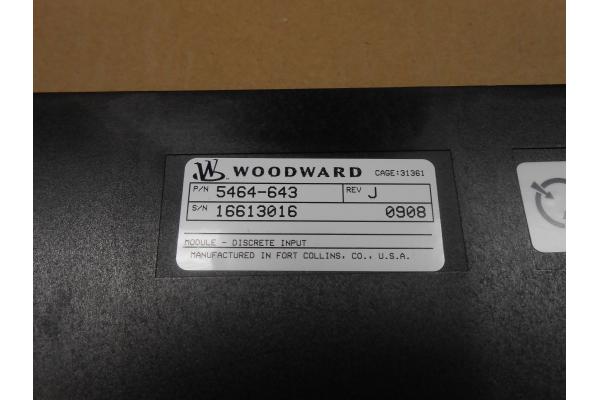 W WOODWARD CAGE:31361
P/N 5464-643 REV J
S/N 16613016 0908
MODULE - DISCRETE INPUT
MANUFACTURED IN FORT COLLINS, CO., U.S.A.